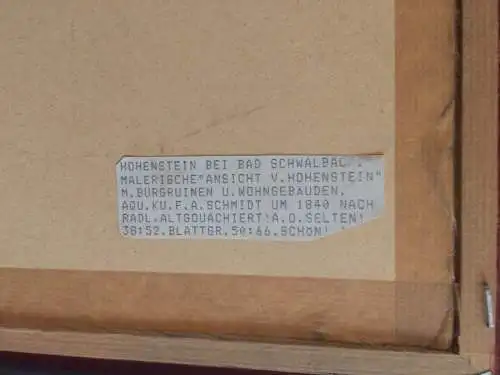 HOHENSTEIN BEI BAD SCHWALBAC
MALERISCHE"ANSICHT V.HOHENSTEIN"
M.BURGRUINEN U.WOHNGEBÄUDEN.
AQU.KU.F.A.SCHMIDT UM 1840 NACH
RADL.ALTGOUACHIERT!A.D.SELTEN!
38:52.BLATTGR.50:66.SCHÖN!